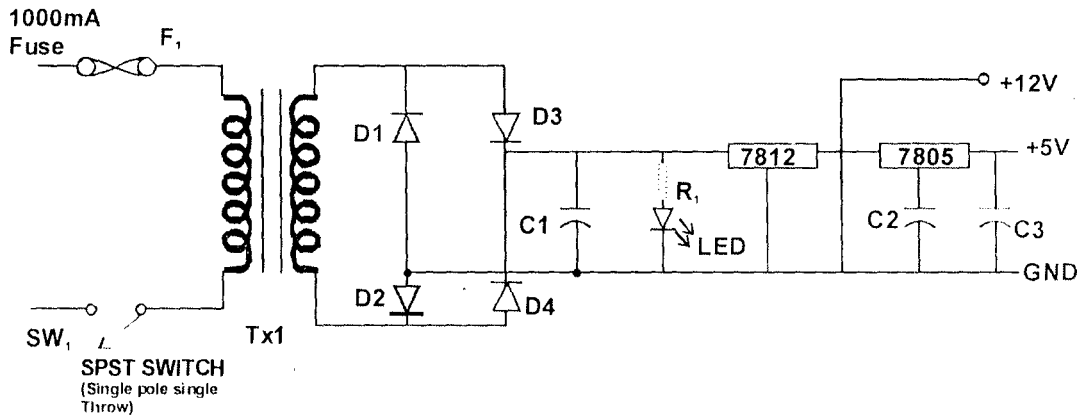 1000mA
Fuse
F₁
+12V
D1
D3
7812
7805
+5V
R₁
C1
LED
C2
C3
GND
D2
D4
SW₁
Tx1
SPST SWITCH
(Single pole single
Throw)